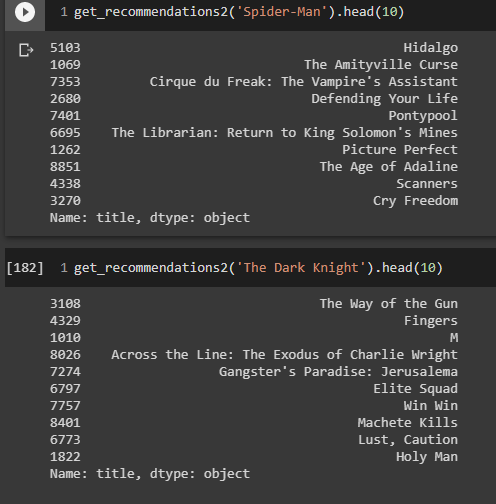 1 get_recommendations2('Spider-Man').head(10)
5103 Hidalgo
1069 The Amityville Curse
7353 Cirque du Freak: The Vampire's Assistant
2680 Defending Your Life
7401 Pontypool
6695 The Librarian: Return to King Solomon's Mines
1262 Picture Perfect
8851 The Age of Adaline
4338 Scanners
3270 Cry Freedom
Name: title, dtype: object
[182] 1 get_recommendations2('The Dark Knight').head(10)
3108 The Way of the Gun
4329 Fingers
1010 M
8026 Across the Line: The Exodus of Charlie Wright
7274 Gangster's Paradise: Jerusalema
6797 Elite Squad
7757 Win Win
8401 Machete Kills
6773 Lust, Caution
1822 Holy Man
Name: title, dtype: object